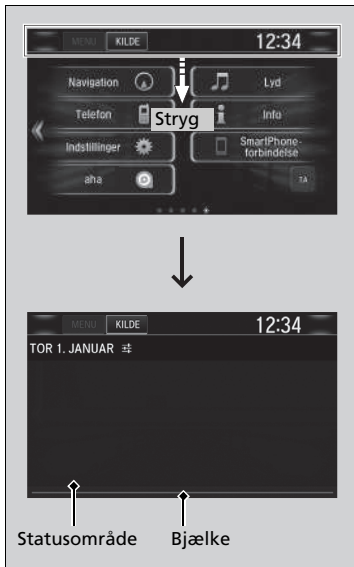 MENU KILDE 12:34
Navigation Lyd
Stryg
Telefon Info
Indstillinger SmartPhone-
forbindelse
aha TA
MENU KILDE 12:34
TOR 1. JANUAR
Statusområde Bjælke